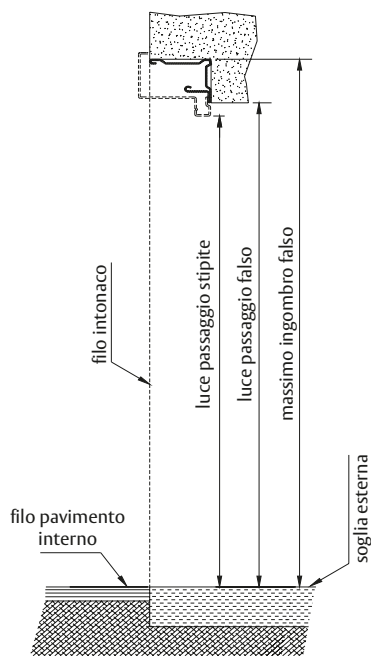 filo intonaco
luce passaggio stipite
luce passaggio falso
massimo ingombro falso
soglia esterna
filo pavimento
interno